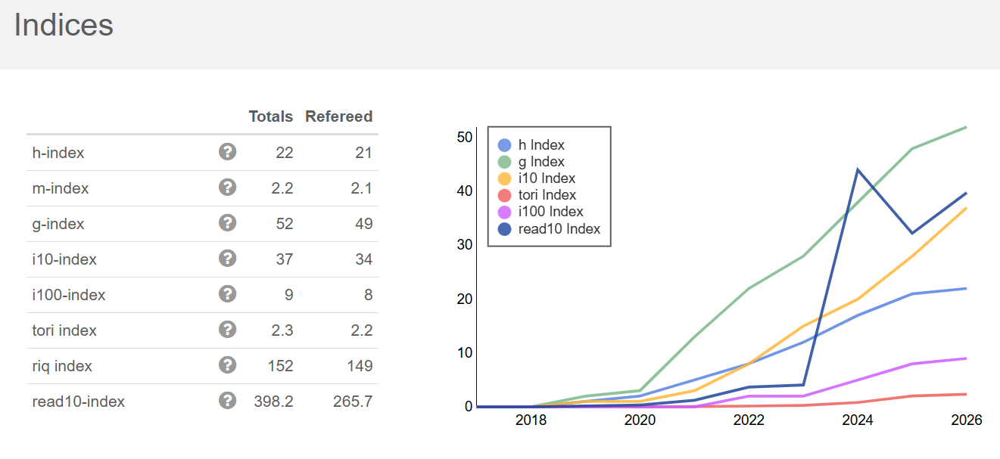 Indices
Totals Refereed
h-index ? 22 21
m-index ? 2.2 2.1
g-index ? 52 49
i10-index ? 37 34
i100-index ? 9 8
tori index ? 2.3 2.2
riq index ? 152 149
read10-index ? 398.2 265.7
50
40
30
20
10
0
h Index
g Index
i10 Index
tori Index
i100 Index
read10 Index
2018 2020 2022 2024 2026